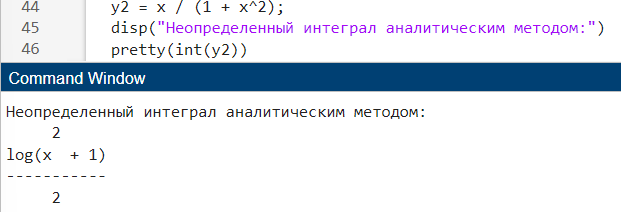 44 y2 = x / (1 + x^2);
45 disp("Неопределенный интеграл аналитическим методом:")
46 pretty(int(y2))
Command Window
Неопределенный интеграл аналитическим методом:
2
log(x  + 1)
-----------
2